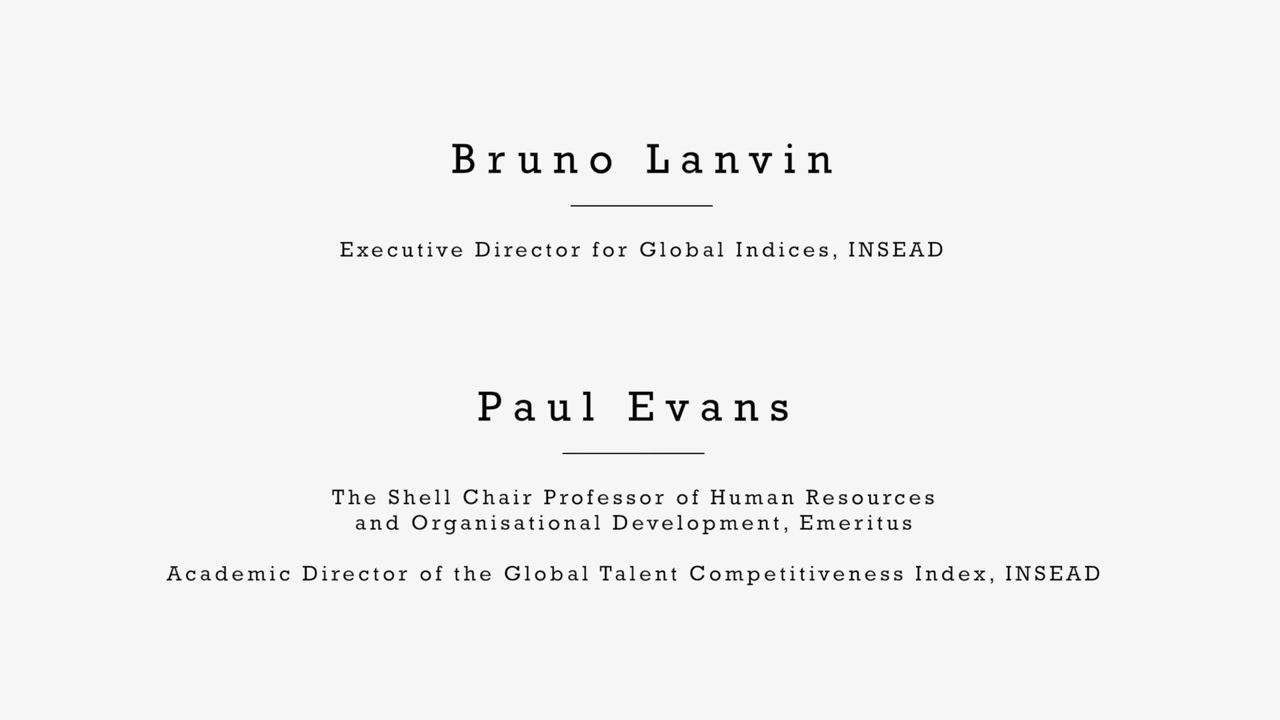 Bruno Lanvin
Executive Director for Global Indices, INSEAD
Paul Evans
The Shell Chair Professor of Human Resources
and Organisational Development, Emeritus
Academic Director of the Global Talent Competitiveness Index, INSEAD